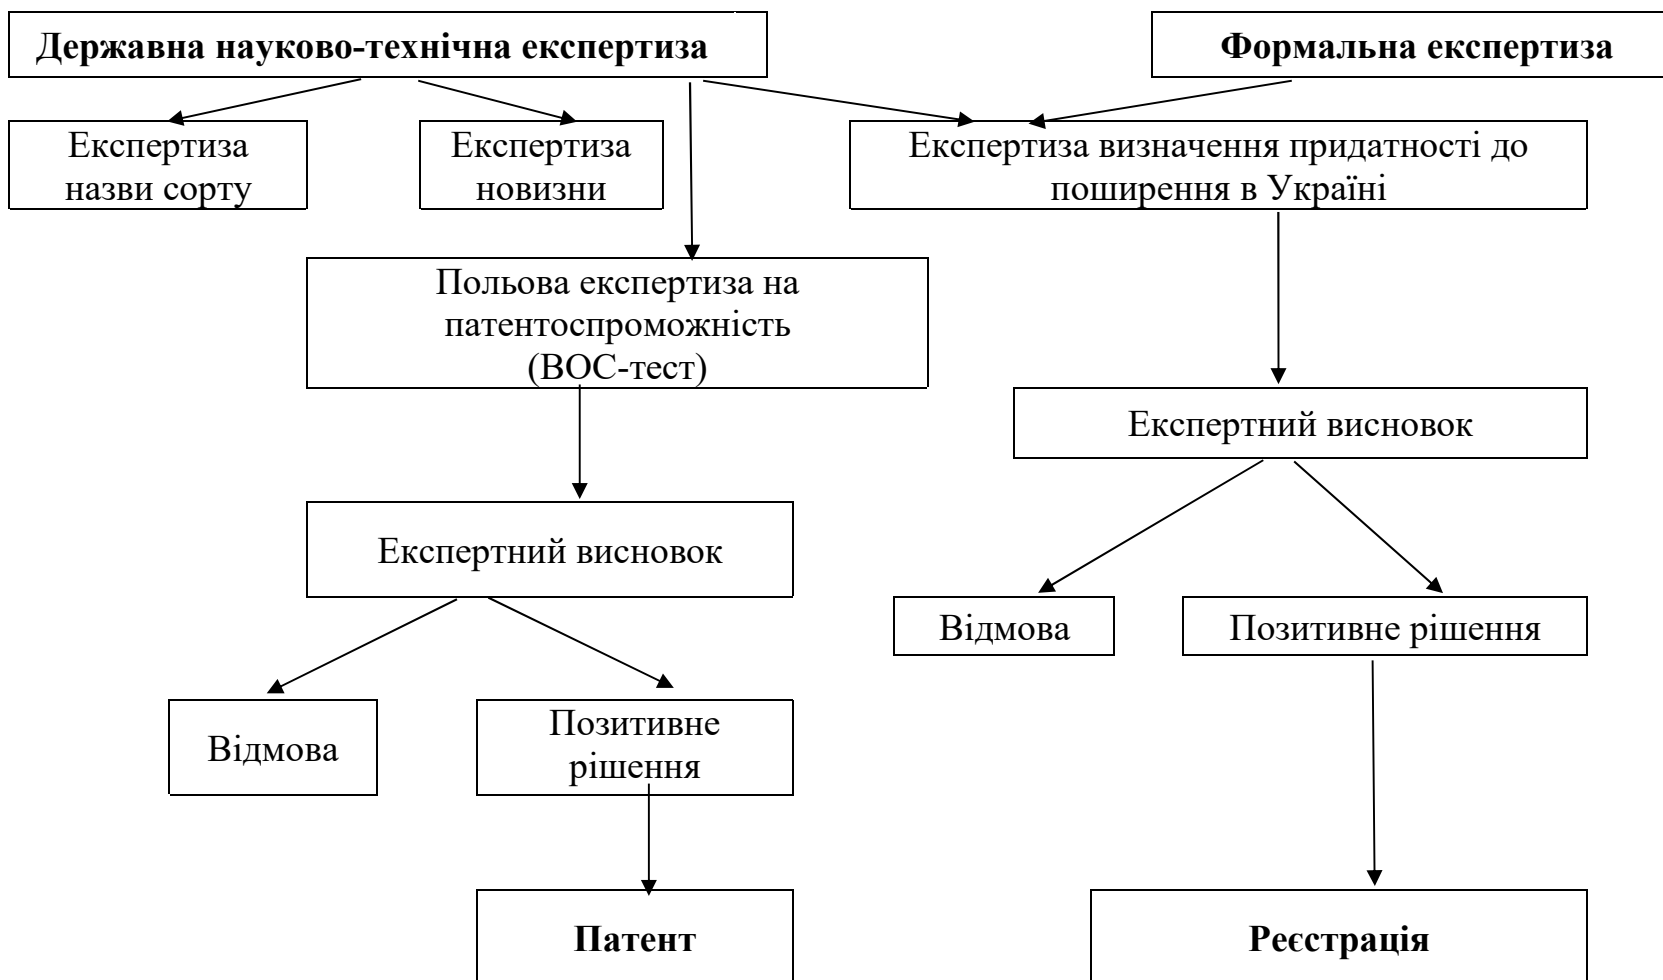 Державна науково-технічна експертиза
Формальна експертиза
Експертиза
назви сорту
Експертиза
новизни
Експертиза визначення придатності до
поширення в Україні
Польова експертиза на
патентоспроможність
(ВОС-тест)
Експертний висновок
Експертний висновок
Відмова
Позитивне рішення
Відмова
Позитивне
рішення
Патент
Реєстрація